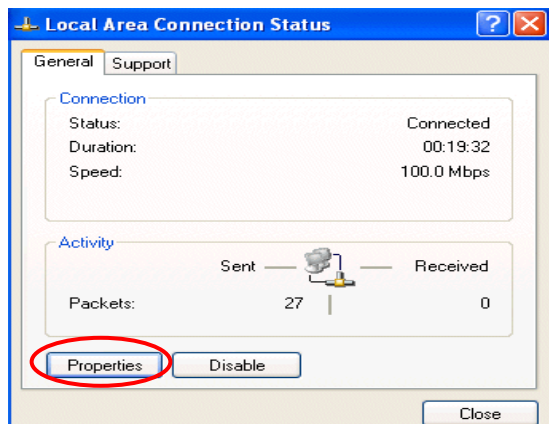 Local Area Connection Status
General Support
Connection
Status: Connected
Duration: 00:19:32
Speed: 100.0 Mbps
Activity
Sent Received
Packets: 27 0
Properties Disable
Close